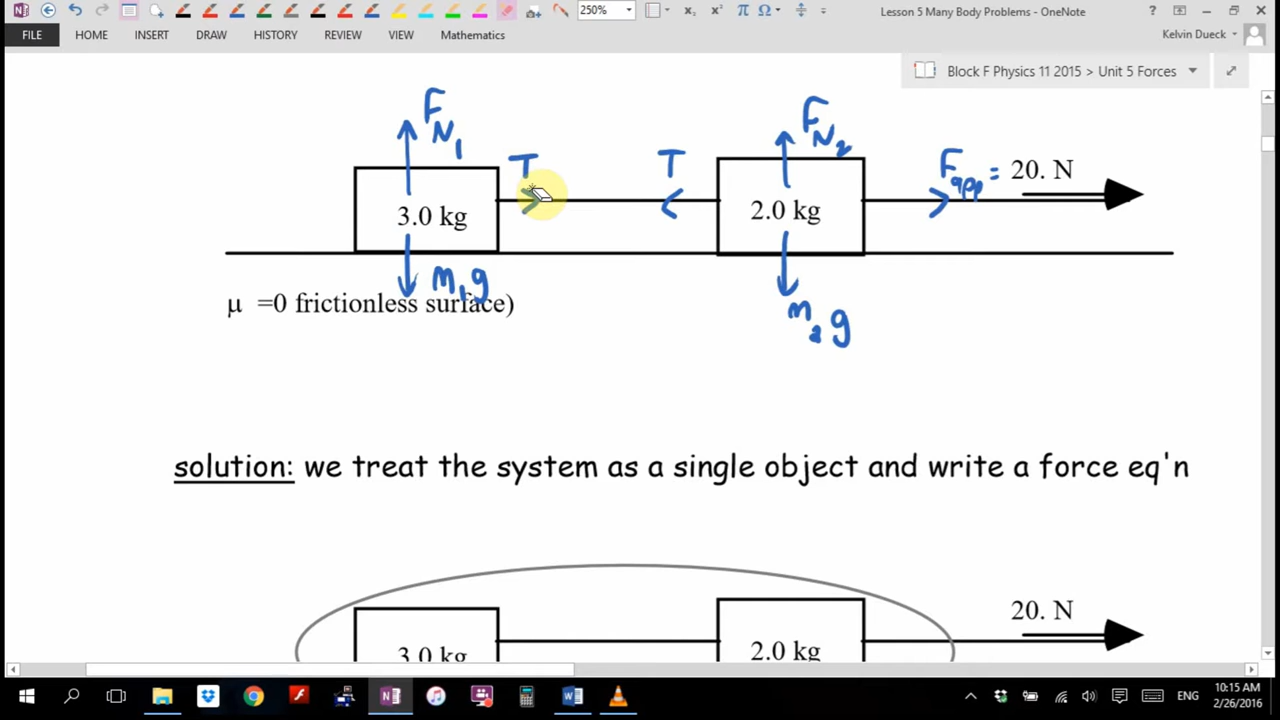 250%
Lesson 5 Many Body Problems - OneNote
FILE HOME INSERT DRAW HISTORY REVIEW VIEW Mathematics
Kelvin Dueck
Block F Physics 11 2015 > Unit 5 Forces
F N1
F N2
T
T
F app = 20. N
3.0 kg
2.0 kg
m1g
m2g
μ =0 frictionless surface)
solution: we treat the system as a single object and write a force eq'n
20. N
3.0 kg
2.0 kg
ENG
10:15 AM
2/26/2016